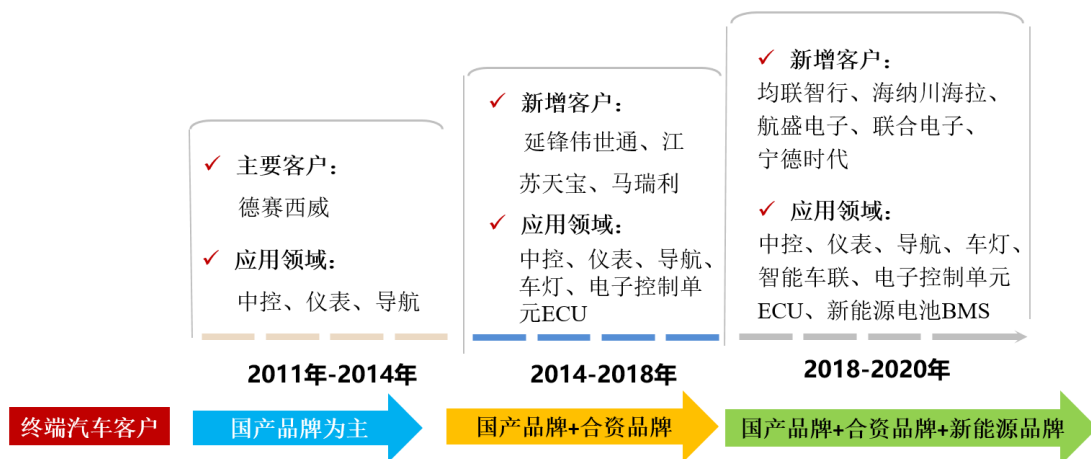 主要客户：
德赛西威
应用领域：
中控、仪表、导航
2011年-2014年
新增客户：
延锋伟世通、江
苏天宝、马瑞利
应用领域：
中控、仪表、导航、
车灯、电子控制单
元ECU
2014-2018年
新增客户：
均联智行、海纳川海拉、
航盛电子、联合电子、
宁德时代
应用领域：
中控、仪表、导航、车灯、
智能车联、电子控制单元
ECU、新能源电池BMS
2018-2020年
终端汽车客户
国产品牌为主
国产品牌+合资品牌
国产品牌+合资品牌+新能源品牌